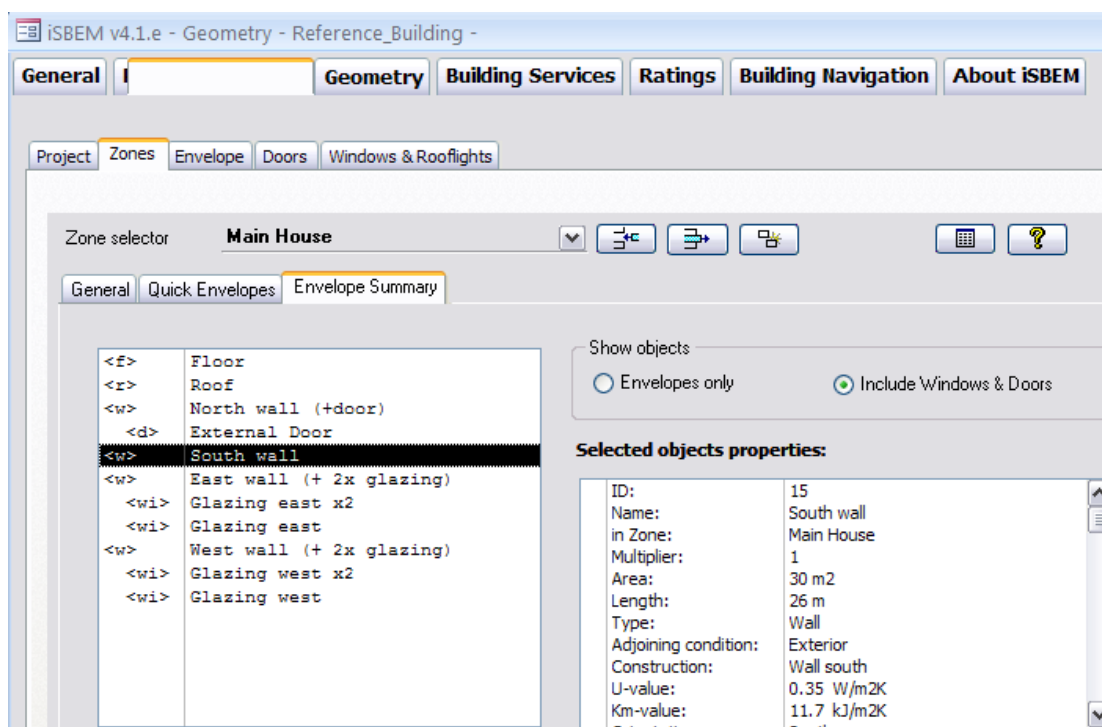 iSBEM v4.1.e - Geometry - Reference_Building -
General Geometry Building Services Ratings Building Navigation About iSBEM
Project Zones Envelope Doors Windows & Rooflights
Zone selector Main House
General Quick Envelopes Envelope Summary
<f> Floor
<r> Roof
<w> North wall (+door)
<d> External Door
<w> South wall
<w> East wall (+ 2x glazing)
<wi> Glazing east x2
<wi> Glazing east
<w> West wall (+ 2x glazing)
<wi> Glazing west x2
<wi> Glazing west
Show objects
Envelopes only Include Windows & Doors
Selected objects properties:
ID: 15
Name: South wall
in Zone: Main House
Multiplier: 1
Area: 30 m2
Length: 26 m
Type: Wall
Adjoining condition: Exterior
Construction: Wall south
U-value: 0.35 W/m2K
Km-value: 11.7 kJ/m2K